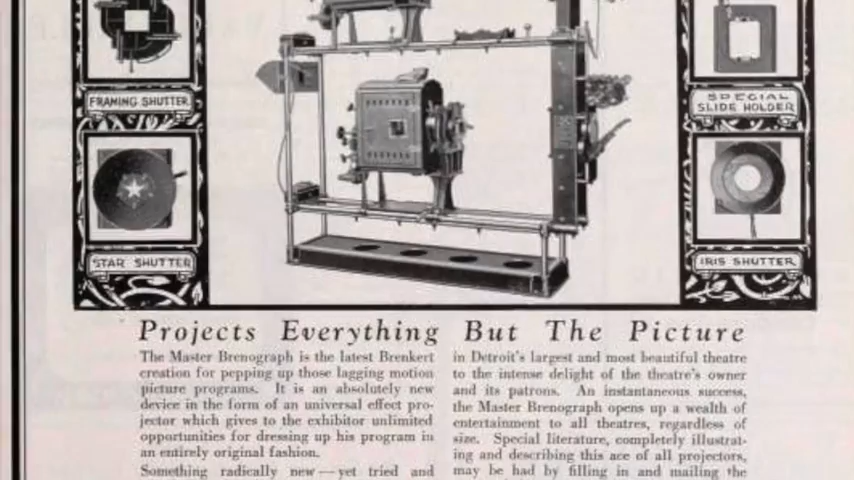 FRAMING SHUTTER
SPECIAL
SLIDE HOLDER
STAR SHUTTER
IRIS SHUTTER
Projects Everything But The Picture
The Master Brenograph is the latest Brenkert
creation for pepping up those lagging motion
picture programs. It is an absolutely new
device in the form of an universal effect pro-
jector which gives to the exhibitor unlimited
opportunities for dressing up his program in
an entirely original fashion.
Something radically new — yet tried and
in Detroit's largest and most beautiful theatre
to the intense delight of the theatre's owner
and its patrons. An instantaneous success,
the Master Brenograph opens up a wealth of
entertainment to all theatres, regardless of
size. Special literature, completely illustrat-
ing and describing this ace of all projectors,
may be had by filling in and mailing the